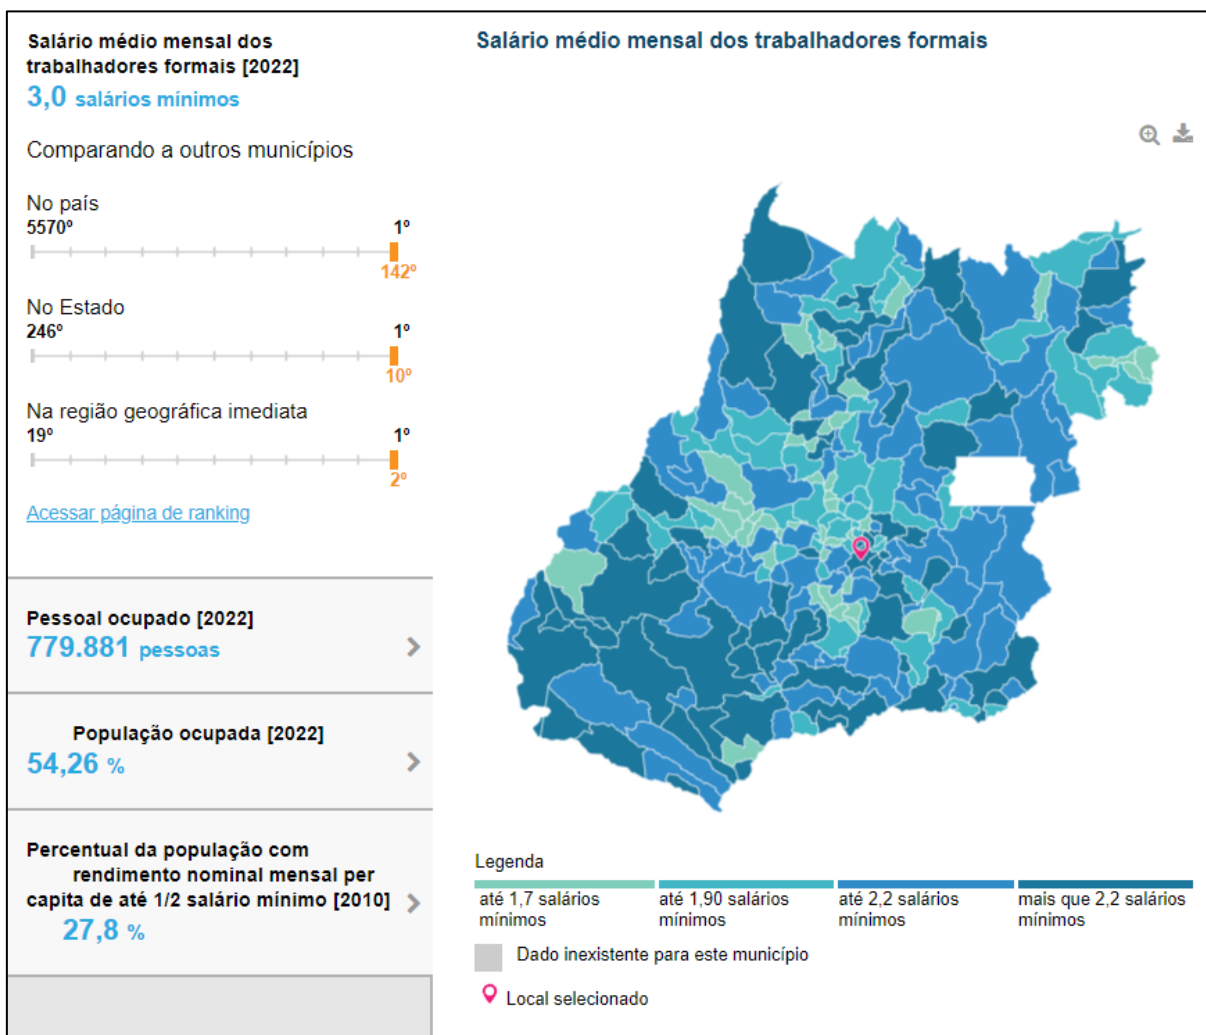 Salário médio mensal dos
trabalhadores formais [2022]
3,0 salários mínimos
Comparando a outros municípios
No país
5570º 1º
142º
No Estado
246º 1º
10º
Na região geográfica imediata
19º 1º
2º
Acessar página de ranking
Pessoal ocupado [2022]
779.881 pessoas
População ocupada [2022]
54,26 %
Percentual da população com
rendimento nominal mensal per
capita de até 1/2 salário mínimo [2010]
27,8 %
Salário médio mensal dos trabalhadores formais
Legenda
até 1,7 salários
mínimos
até 1,90 salários
mínimos
até 2,2 salários
mínimos
mais que 2,2 salários
mínimos
Dado inexistente para este município
Local selecionado